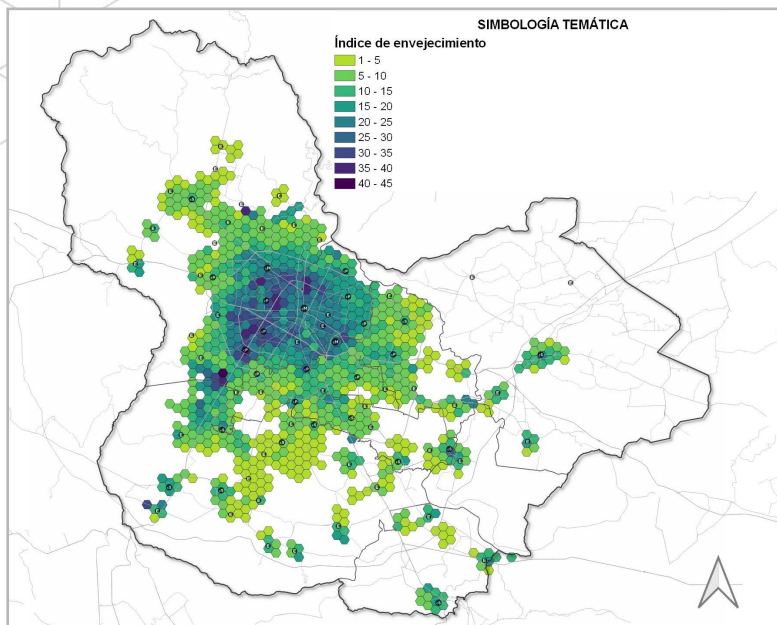 SIMBOLOGÍA TEMÁTICA
Índice de envejecimiento
1 - 5
5 - 10
10 - 15
15 - 20
20 - 25
25 - 30
30 - 35
35 - 40
40 - 45